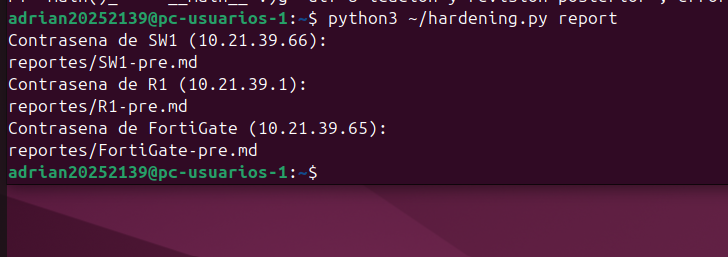 adrian20252139@pc-usuarios-1:~$ python3 ~/hardening.py report
Contrasena de SW1 (10.21.39.66):
reportes/SW1-pre.md
Contrasena de R1 (10.21.39.1):
reportes/R1-pre.md
Contrasena de FortiGate (10.21.39.65):
reportes/FortiGate-pre.md
adrian20252139@pc-usuarios-1:~$